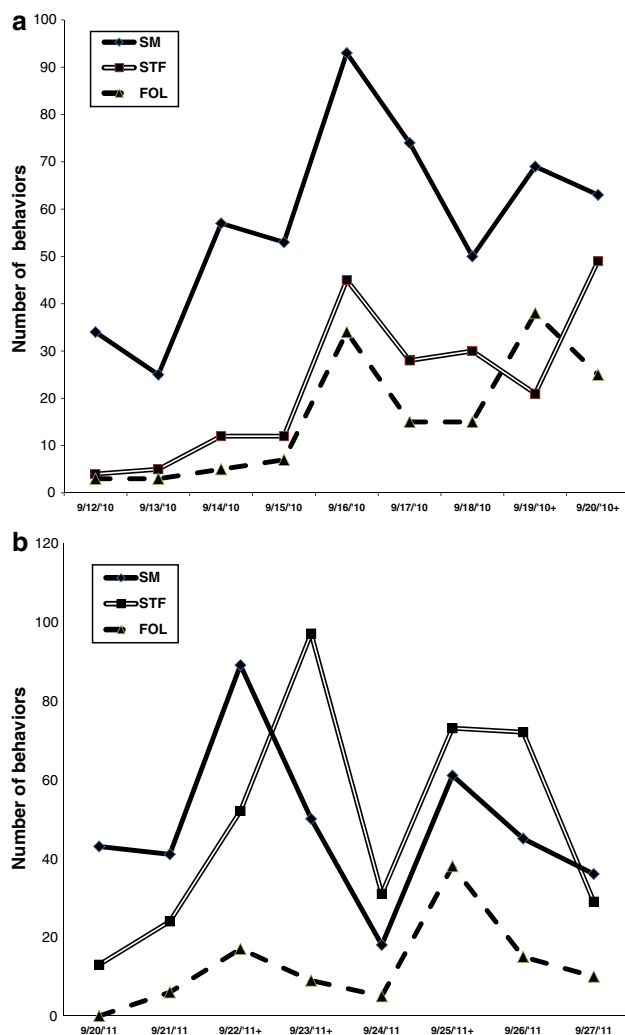 a
SM
STF
FOL
Number of behaviors
100
90
80
70
60
50
40
30
20
10
0
9/12/'10 9/13/'10 9/14/'10 9/15/'10 9/16/'10 9/17/'10 9/18/'10 9/19/'10+ 9/20/'10+
b
SM
STF
FOL
Number of behaviors
120
100
80
60
40
20
0
9/20/'11 9/21/'11 9/22/'11+ 9/23/'11+ 9/24/'11 9/25/'11+ 9/26/'11 9/27/'11